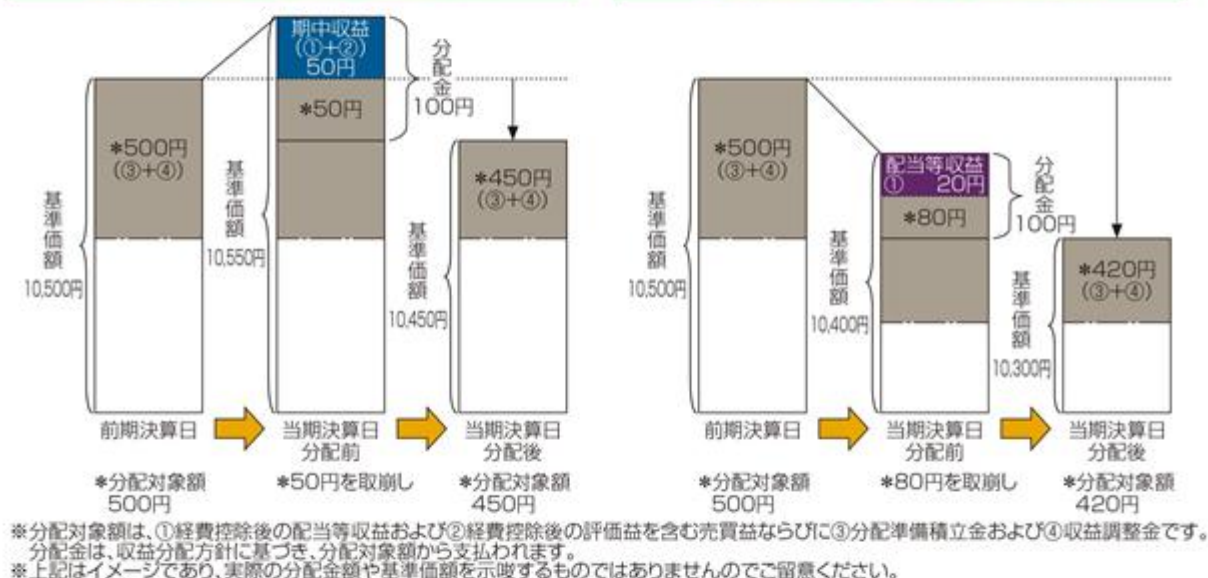 期中収益
(①+②)
50円
*50円
分配金
100円
*500円
(③+④)
基準価額
10,500円
基準価額
10,550円
*450円
(③+④)
基準価額
10,450円
前期決算日
当期決算日
分配前
当期決算日
分配後
*分配対象額
500円
*50円を取崩し
*分配対象額
450円
*500円
(③+④)
基準価額
10,500円
配当等収益
① 20円
*80円
分配金
100円
基準価額
10,400円
*420円
(③+④)
基準価額
10,300円
前期決算日
当期決算日
分配前
当期決算日
分配後
*分配対象額
500円
*80円を取崩し
*分配対象額
420円
※分配対象額は、①経費控除後の配当等収益および②経費控除後の評価益を含む売買益ならびに③分配準備積立金および④収益調整金です。
分配金は、収益分配方針に基づき、分配対象額から支払われます。
※上記はイメージであり、実際の分配金額や基準価額を示唆するものではありませんのでご留意ください。